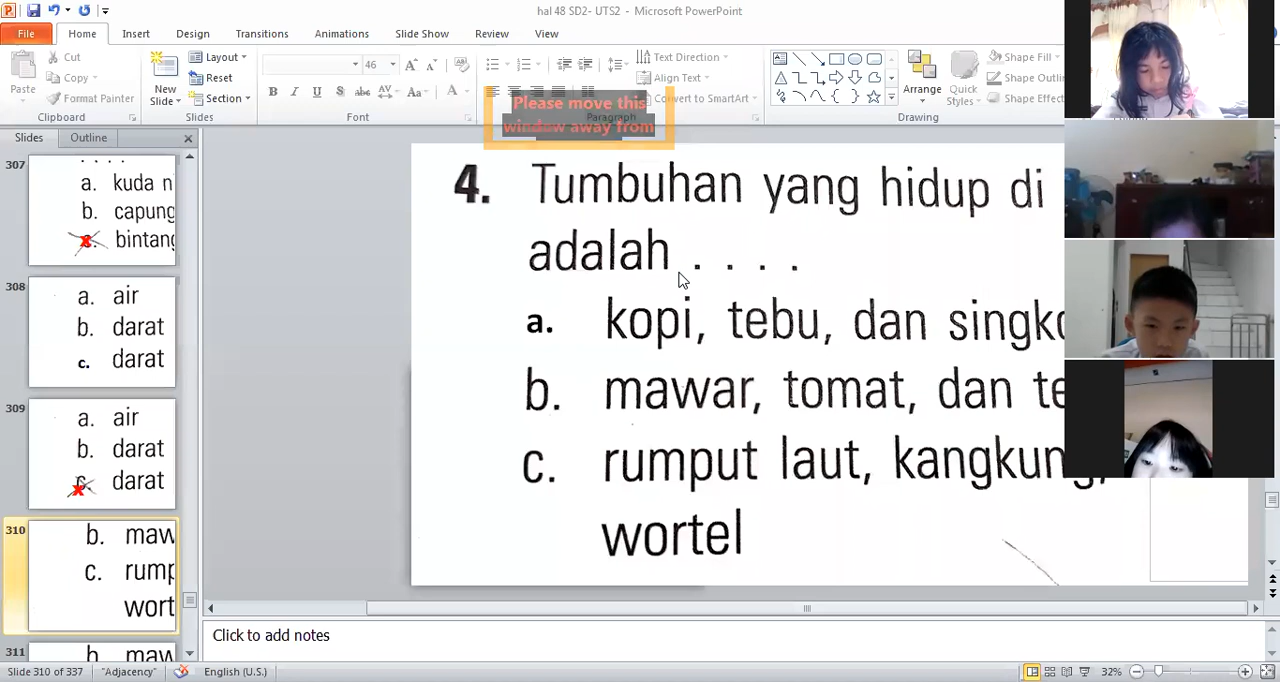 hal 48 SD2- UTS2 - Microsoft PowerPoint
File Home Insert Design Transitions Animations Slide Show Review View
Cut
Copy
Format Painter
Paste
Clipboard
New
Slide
Layout
Reset
Section
Slides
46
Font
Please move this
window away from
Paragraph
Text Direction
Align Text
Convert to SmartArt
Arrange
Quick
Styles
Drawing
Shape Fill
Slides Outline
307
a. kuda n
b. capung
bintang
308
a. air
b. darat
c. darat
309
a. air
b. darat
c. darat
310
b. maw
c. rump
wort
311
b. maw
4. Tumbuhan yang hidup di
adalah . . . .
a. kopi, tebu, dan singko
b. mawar, tomat, dan te
c. rumput laut, kangkung,
wortel
Click to add notes
Slide 310 of 337 "Adjacency" English (U.S.) 32%